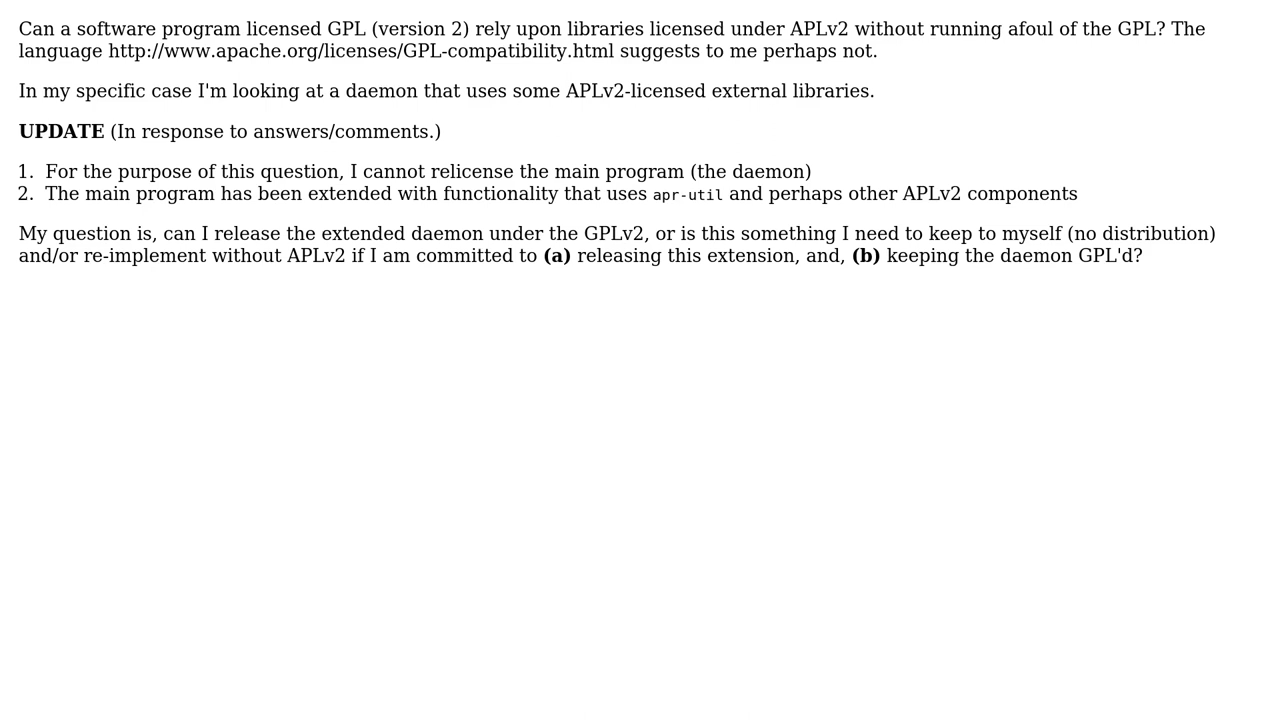 Can a software program licensed GPL (version 2) rely upon libraries licensed under APLv2 without running afoul of the GPL? The
language http://www.apache.org/licenses/GPL-compatibility.html suggests to me perhaps not.
In my specific case I'm looking at a daemon that uses some APLv2-licensed external libraries.
UPDATE (In response to answers/comments.)
1. For the purpose of this question, I cannot relicense the main program (the daemon)
2. The main program has been extended with functionality that uses apr-util and perhaps other APLv2 components
My question is, can I release the extended daemon under the GPLv2, or is this something I need to keep to myself (no distribution)
and/or re-implement without APLv2 if I am committed to (a) releasing this extension, and, (b) keeping the daemon GPL'd?